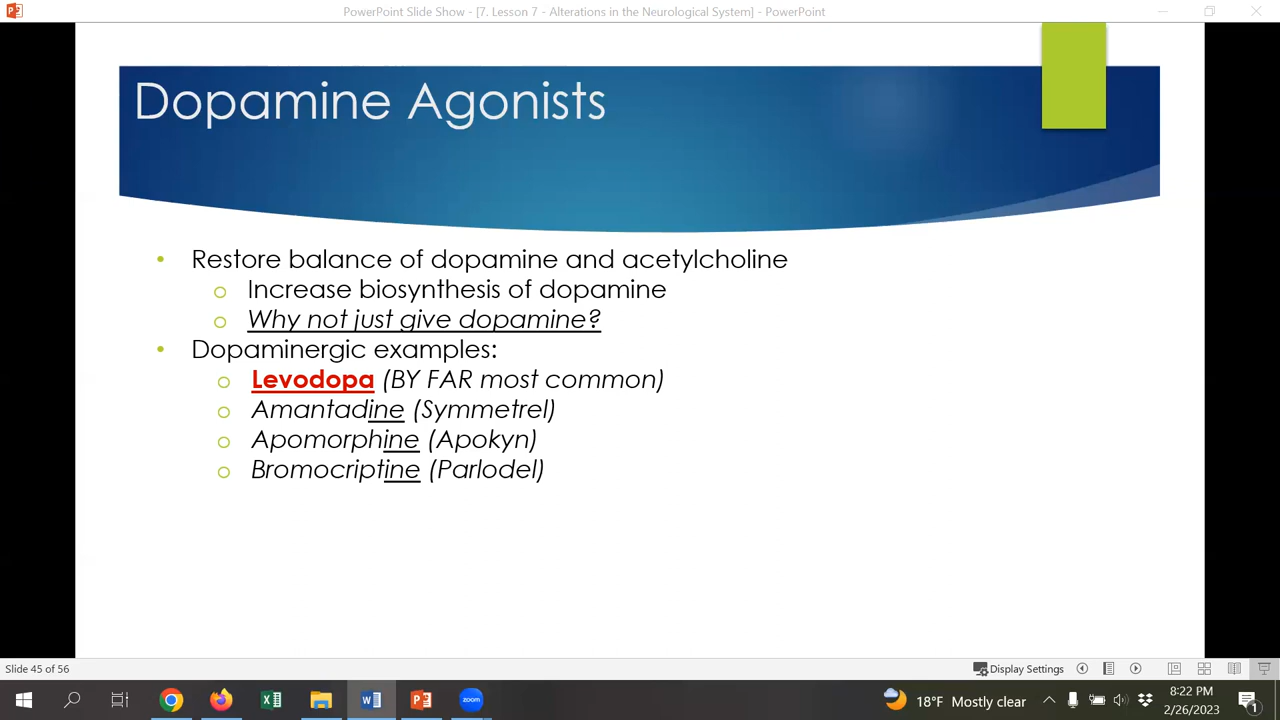 PowerPoint Slide Show - [7. Lesson 7 - Alterations in the Neurological System] - PowerPoint
Dopamine Agonists
• Restore balance of dopamine and acetylcholine
o Increase biosynthesis of dopamine
o Why not just give dopamine?
• Dopaminergic examples:
o Levodopa (BY FAR most common)
o Amantadine (Symmetrel)
o Apomorphine (Apokyn)
o Bromocriptine (Parlodel)
Slide 45 of 56
Display Settings
zoom
18°F Mostly clear
8:22 PM
2/26/2023
1